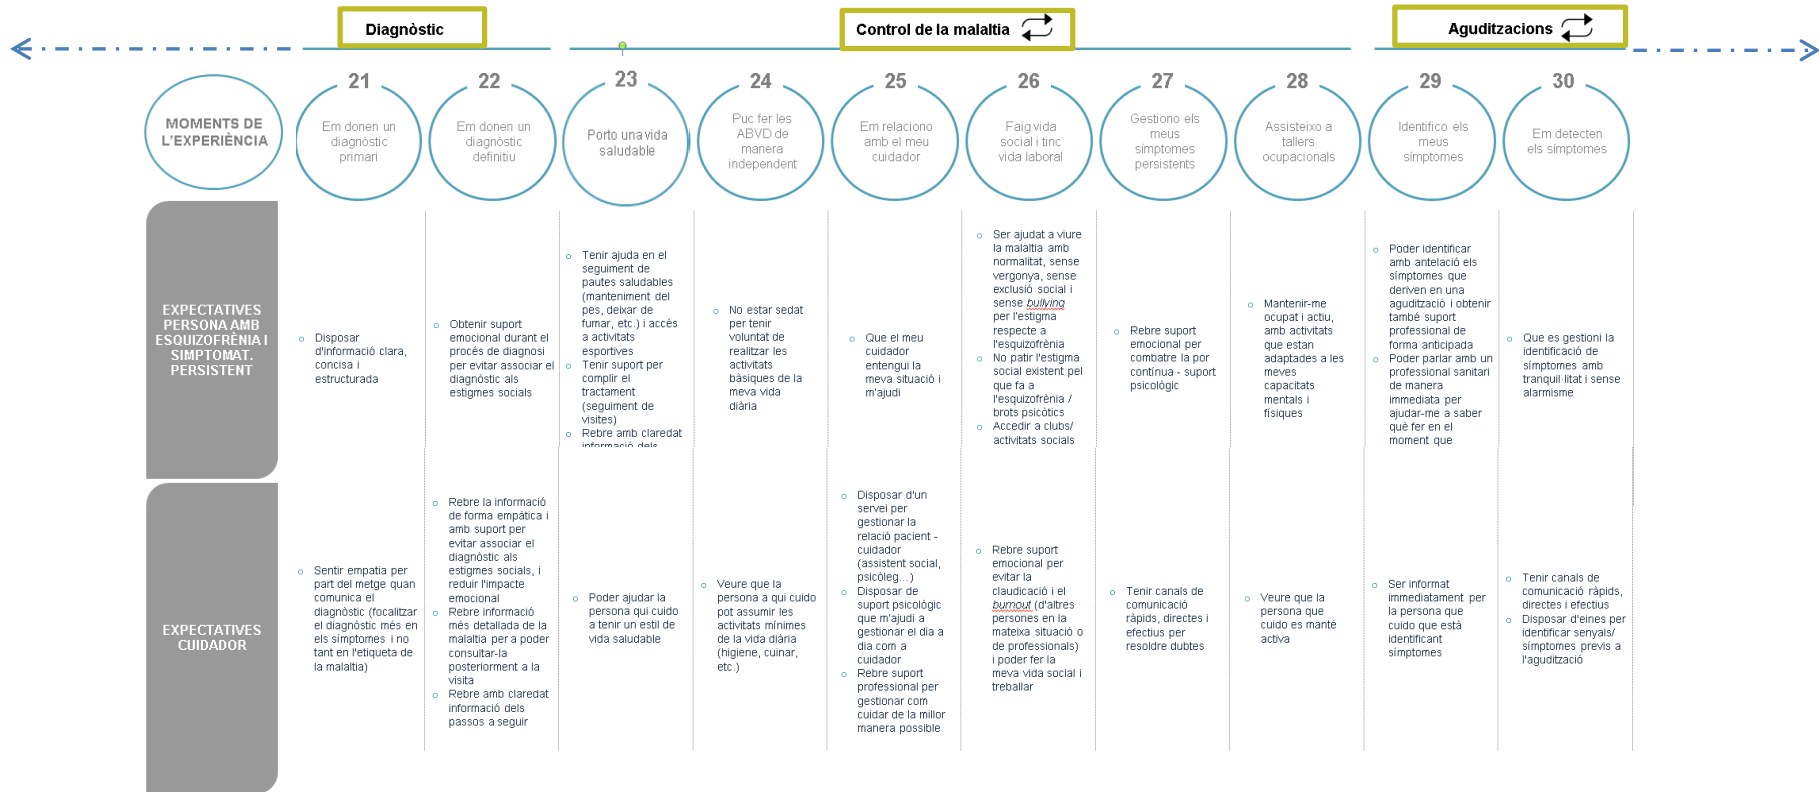 Diagnòstic
Control de la malaltia
Aguditzacions
MOMENTS DE
L'EXPERIÈNCIA
21
Em donen un
diagnòstic
primari
22
Em donen un
diagnòstic
definitiu
23
Porto una vida
saludable
24
Puc fer les
ABVD de
manera
independent
25
Em relaciono
amb el meu
cuidador
26
Faig vida
social i tinc
vida laboral
27
Gestiono els
meus
símptomes
persistents
28
Assisteixo a
tallers
ocupacionals
29
Identifico els
meus
símptomes
30
Em detecten
els símptomes
EXPECTATIVES
PERSONA AMB
ESQUIZOFRÈNIA I
SIMPTOMAT.
PERSISTENT
Disposar
d'informació clara,
concisa i
estructurada
Obtenir suport
emocional durant el
procés de diagnosi
per evitar associar el
diagnòstic als
estigmes socials
Tenir ajuda en el
seguiment de
pautes saludables
(manteniment del
pes, deixar de
fumar, etc.) i accés
a activitats
esportives
Tenir suport per
complir el
tractament
(seguiment de
visites)
Rebre amb claredat
informació dels
No estar sedat
per tenir
voluntat de
realitzar les
activitats
bàsiques de la
meva vida
diària
Que el meu
cuidador
entengui la
meva situació i
m'ajudi
Ser ajudat a viure
la malaltia amb
normalitat, sense
vergonya, sense
exclusió social i
sense bullying
per l'estigma
respecte a
l'esquizofrènia
No patir l'estigma
social existent pel
que fa a
l'esquizofrènia /
brots psicòtics
Accedir a clubs/
activitats socials
Rebre suport
emocional per
combatre la por
contínua - suport
psicològic
Mantenir-me
ocupat i actiu,
amb activitats
que estan
adaptades a les
meves
capacitats
mentals i
físiques
Poder identificar
amb antelació els
símptomes que
deriven en una
agudització i obtenir
també suport
professional de
forma anticipada
Poder parlar amb un
professional sanitari
de manera
immediata per
ajudar-me a saber
què fer en el
moment que
Que es gestioni la
identificació de
símptomes amb
tranquil·litat i sense
alarmisme
EXPECTATIVES
CUIDADOR
Sentir empatia per
part del metge quan
comunica el
diagnòstic (focalitzar
el diagnòstic més en
els símptomes i no
tant en l'etiqueta de
la malaltia)
Rebre la informació
de forma empàtica i
amb suport per
evitar associar el
diagnòstic als
estigmes socials, i
reduir l'impacte
emocional
Rebre informació
més detallada de la
malaltia per a poder
consultar-la
posteriorment a la
visita
Rebre amb claredat
informació dels
passos a seguir
Poder ajudar la
persona qui cuido
a tenir un estil de
vida saludable
Veure que la
persona a qui cuido
pot assumir les
activitats mínimes
de la vida diària
(higiene, cuinar,
etc.)
Disposar d'un
servei per
gestionar la
relació pacient -
cuidador
(assistent social,
psicòleg...)
Disposar de
suport psicològic
que m'ajudi a
gestionar el dia a
dia com a
cuidador
Rebre suport
professional per
gestionar com
cuidar de la millor
manera possible
Rebre suport
emocional per
evitar la
claudicació i el
burnout (d'altres
persones en la
mateixa situació o
de professionals)
i poder fer la
meva vida social i
treballar
Tenir canals de
comunicació
ràpids, directes i
efectius per
resoldre dubtes
Veure que la
persona que
cuido es manté
activa
Ser informat
immediatament per
la persona que
cuido que està
identificant
símptomes
Tenir canals de
comunicació ràpids,
directes i efectius
Disposar d'eines per
identificar senyals/
símptomes previs a
l'agudització